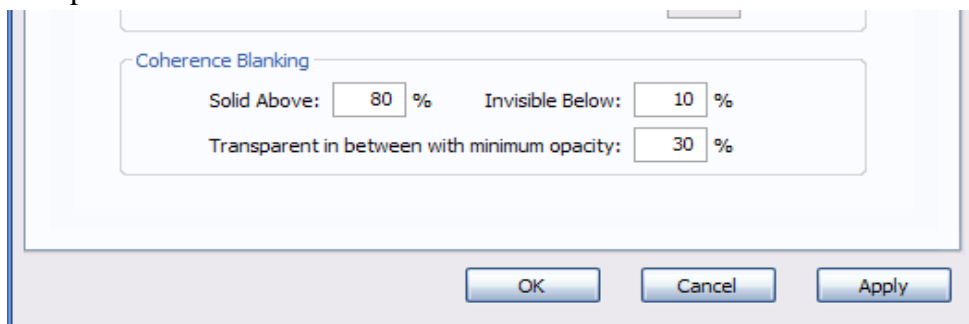 Coherence Blanking
Solid Above: 80 % Invisible Below: 10 %
Transparent in between with minimum opacity: 30 %
OK Cancel Apply